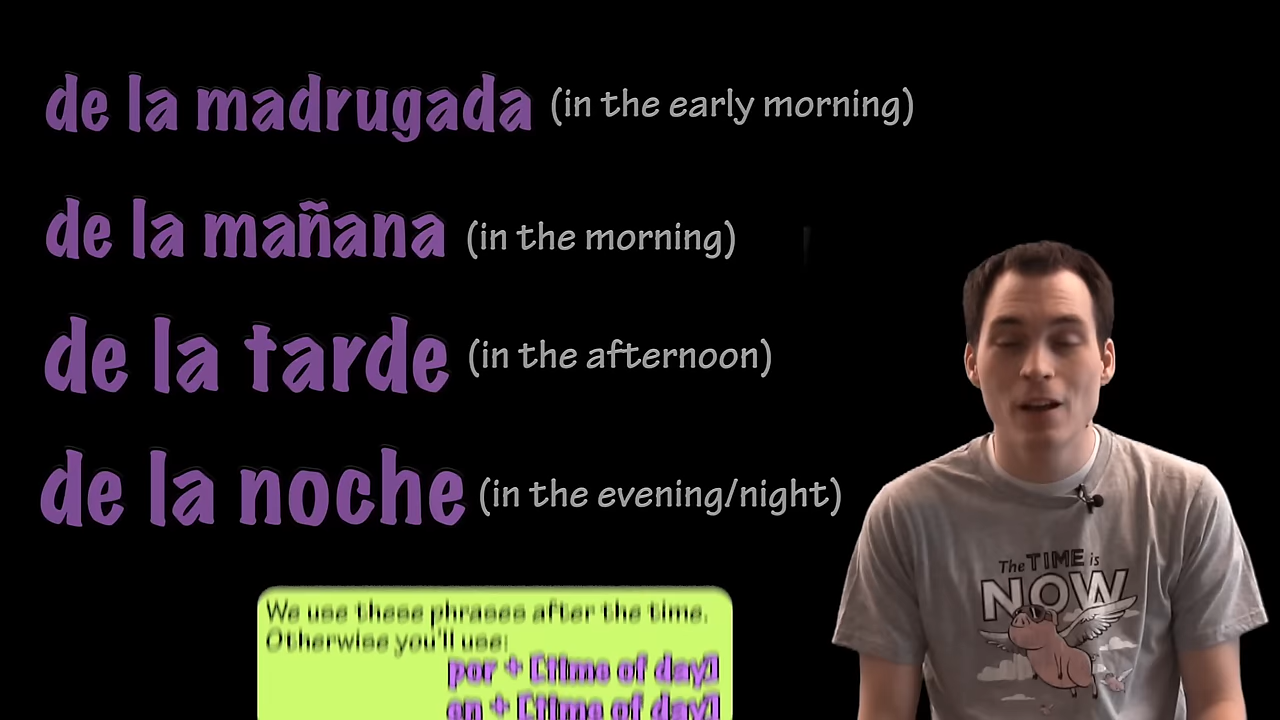 de la madrugada (in the early morning)
de la mañana (in the morning)
de la tarde (in the afternoon)
de la noche (in the evening/night)
We use these phrases after the time.
Otherwise you'll use:
por + [time of day]
en + [time of day]
The TIME is
NOW